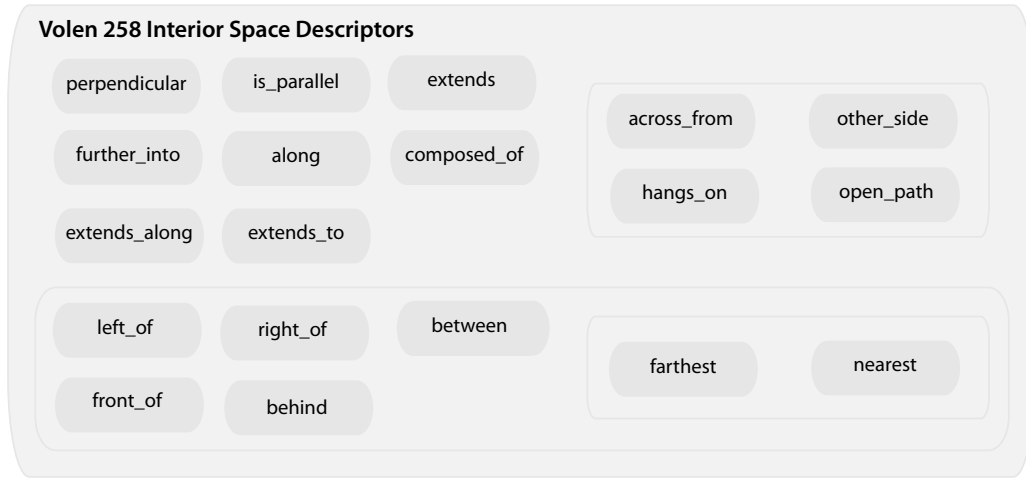 Volen 258 Interior Space Descriptors
perpendicular is_parallel extends
further_into along composed_of
extends_along extends_to
across_from other_side
hangs_on open_path
left_of right_of between
front_of behind
farthest nearest